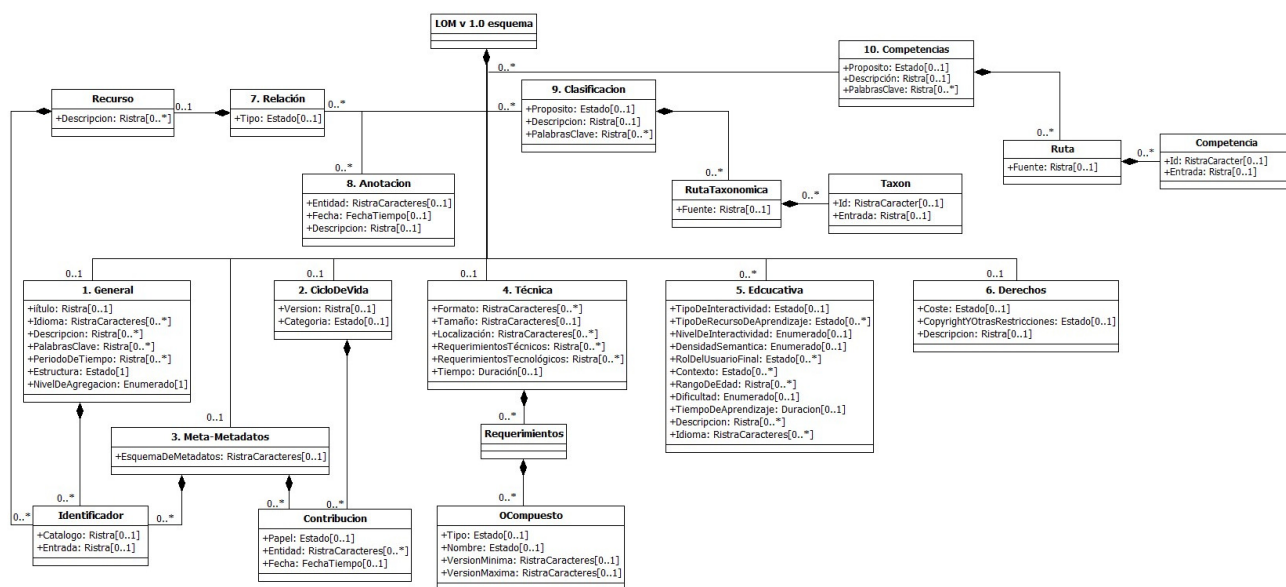 LOM v 1.0 esquema
10. Competencias
+Proposito: Estado[0..1]
+Descripción: Ristra[0..1]
+PalabrasClave: Ristra[0..*]
0..*
0..*
Ruta
+Fuente: Ristra[0..1]
0..*
Competencia
+Id: RistraCaracter[0..1]
+Entrada: Ristra[0..1]
Recurso
+Descripcion: Ristra[0..*]
0..1
7. Relación
+Tipo: Estado[0..1]
0..*
0..*
9. Clasificacion
+Proposito: Estado[0..1]
+Descripcion: Ristra[0..1]
+PalabrasClave: Ristra[0..*]
0..*
8. Anotacion
+Entidad: RistraCaracteres[0..1]
+Fecha: FechaTiempo[0..1]
+Descripcion: Ristra[0..1]
0..*
RutaTaxonomica
+Fuente: Ristra[0..1]
0..*
Taxon
+Id: RistraCaracter[0..1]
+Entrada: Ristra[0..1]
0..1
1. General
+iítulo: Ristra[0..1]
+Idioma: RistraCaracteres[0..*]
+Descripcion: Ristra[0..*]
+PalabrasClave: Ristra[0..*]
+PeriodoDeTiempo: Ristra[0..*]
+Estructura: Estado[1]
+NivelDeAgregacion: Enumerado[1]
0..1
2. CicloDeVida
+Version: Ristra[0..1]
+Categoria: Estado[0..1]
0..1
4. Técnica
+Formato: RistraCaracteres[0..*]
+Tamaño: RistraCaracteres[0..1]
+Localización: RistraCaracteres[0..*]
+RequerimientosTécnicos: Ristra[0..*]
+RequerimientosTecnológicos: Ristra[0..*]
+Tiempo: Duración[0..1]
0..*
5. Edcucativa
+TipoDeInteractividad: Estado[0..1]
+TipoDeRecursoDeAprendizaje: Estado[0..*]
+NivelDeInteractividad: Enumerado[0..1]
+DensidadSemantica: Enumerado[0..1]
+RolDelUsuarioFinal: Estado[0..*]
+Contexto: Estado[0..*]
+RangoDeEdad: Ristra[0..*]
+Dificultad: Enumerado[0..1]
+TiempoDeAprendizaje: Duracion[0..1]
+Descripcion: Ristra[0..*]
+Idioma: RistraCaracteres[0..*]
0..1
6. Derechos
+Coste: Estado[0..1]
+CopyrightYOtrasRestricciones: Estado[0..1]
+Descripcion: Ristra[0..1]
0..1
3. Meta-Metadatos
+EsquemaDeMetadatos: RistraCaracteres[0..1]
0..*
Requerimientos
0..*
0..*
0..*
Identificador
+Catalogo: Ristra[0..1]
+Entrada: Ristra[0..1]
0..*
0..*
Contribucion
+Papel: Estado[0..1]
+Entidad: RistraCaracteres[0..*]
+Fecha: FechaTiempo[0..1]
0..*
OCompuesto
+Tipo: Estado[0..1]
+Nombre: Estado[0..1]
+VersionMinima: RistraCaracteres[0..1]
+VersionMaxima: RistraCaracteres[0..1]